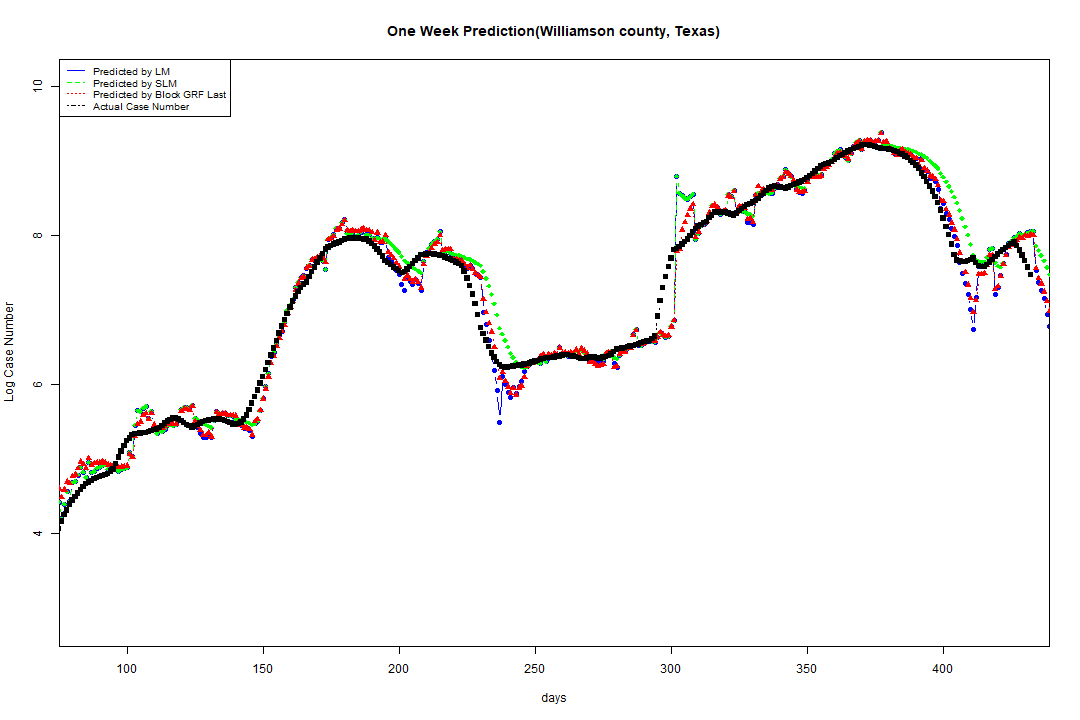 One Week Prediction(Williamson county, Texas)
Predicted by LM
Predicted by SLM
Predicted by Block GRF Last
Actual Case Number
10
8
6
4
Log Case Number
100 150 200 250 300 350 400
days